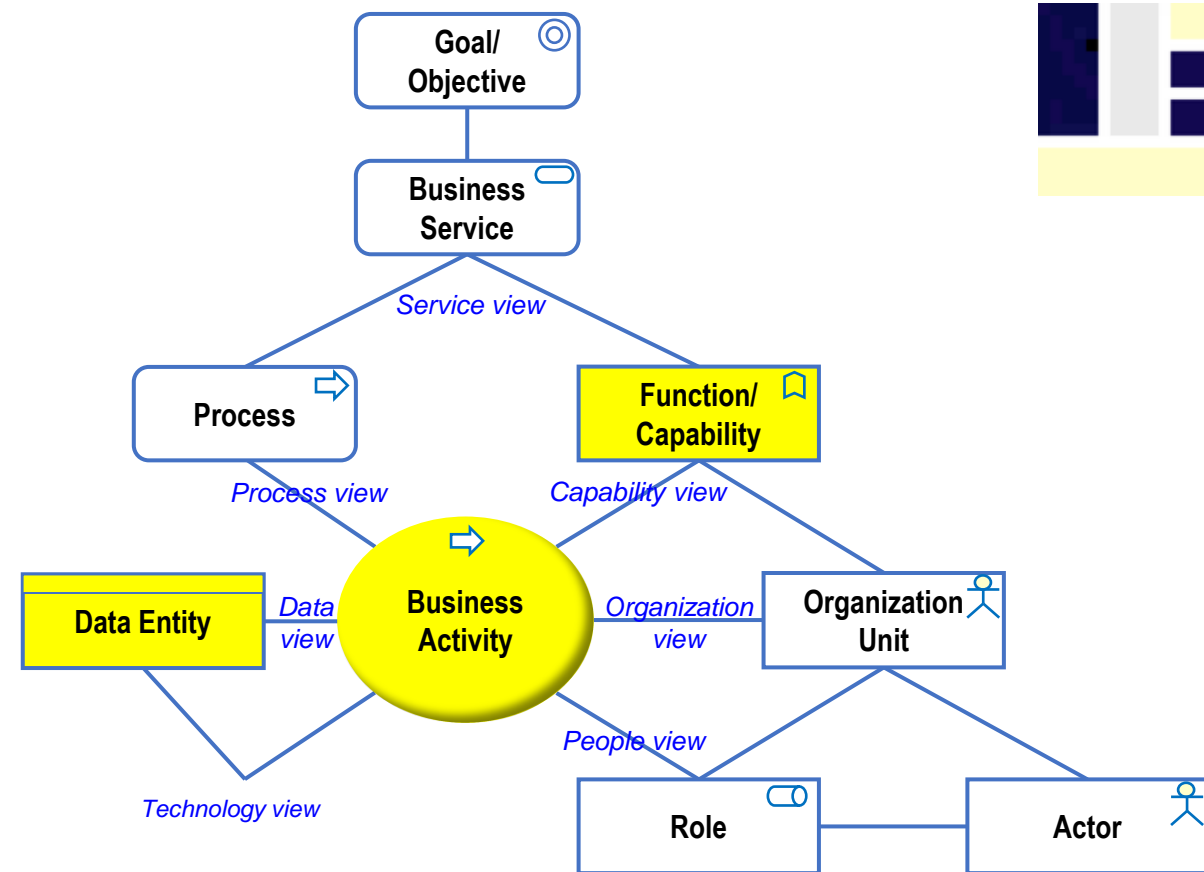 Goal/
Objective
Business
Service
Service view
Process
Function/
Capability
Process view
Capability view
Data Entity
Data
view
Business
Activity
Organization
view
Organization
Unit
People view
Technology view
Role
Actor